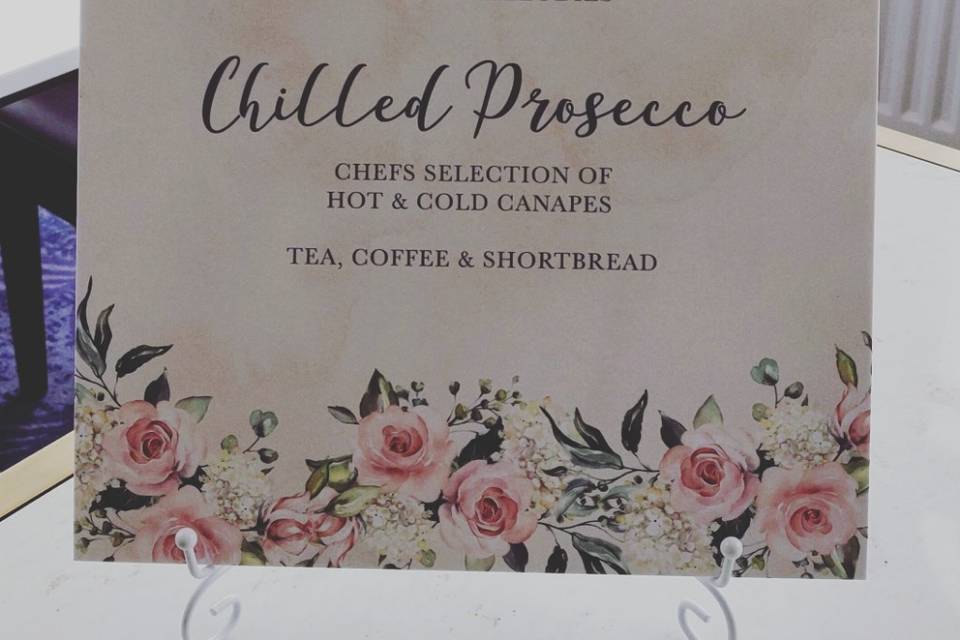 Chilled Prosecco
CHEFS SELECTION OF
HOT & COLD CANAPES
TEA, COFFEE & SHORTBREAD